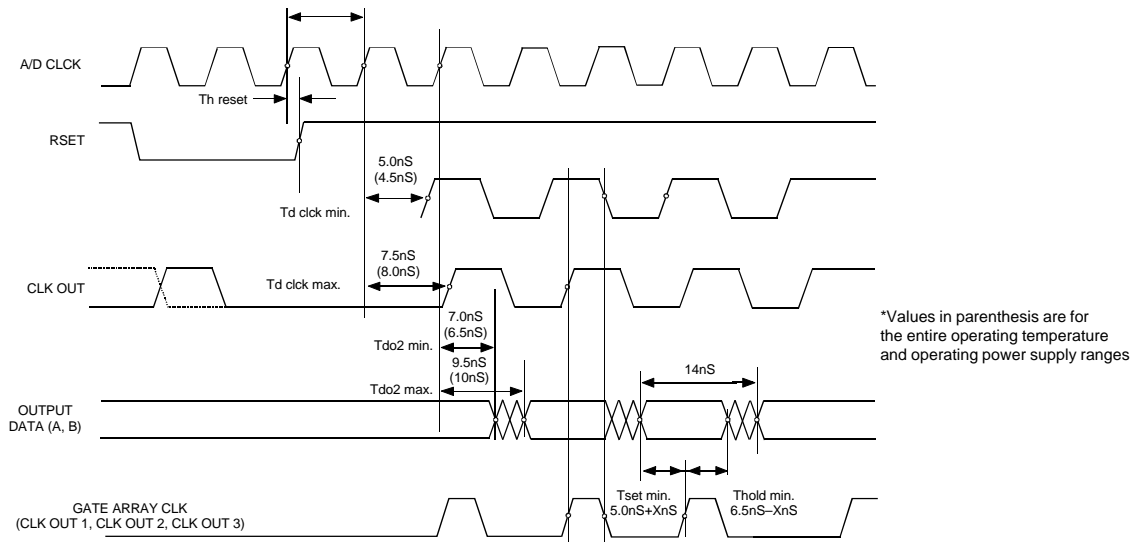 A/D CLCK
Th reset
RSET
5.0nS
(4.5nS)
Td clck min.
7.5nS
(8.0nS)
CLK OUT
Td clck max.
*Values in parenthesis are for
the entire operating temperature
and operating power supply ranges
7.0nS
(6.5nS)
Tdo2 min.
9.5nS
(10nS)
Tdo2 max.
14nS
OUTPUT
DATA (A, B)
Tset min.
5.0nS+XnS
Thold min.
6.5nS–XnS
GATE ARRAY CLK
(CLK OUT 1, CLK OUT 2, CLK OUT 3)